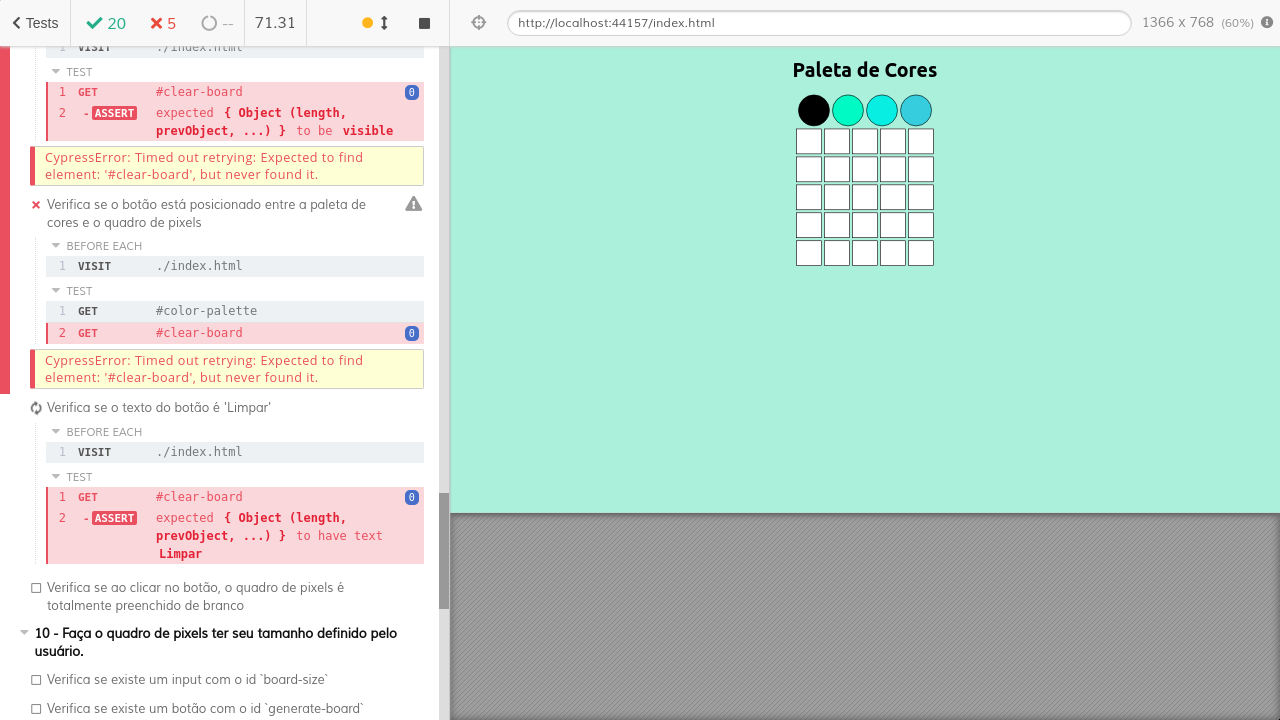 Tests
20
5
--
71.31
http://localhost:44157/index.html
1366 x 768 (60%)
1 VISIT ./index.html
TEST
1 GET #clear-board 0
2 -ASSERT expected { Object (length,
prevObject, ...) } to be visible
CypressError: Timed out retrying: Expected to find
element: '#clear-board', but never found it.
Verifica se o botão está posicionado entre a paleta de
cores e o quadro de pixels
BEFORE EACH
1 VISIT ./index.html
TEST
1 GET #color-palette
2 GET #clear-board 0
CypressError: Timed out retrying: Expected to find
element: '#clear-board', but never found it.
Verifica se o texto do botão é 'Limpar'
BEFORE EACH
1 VISIT ./index.html
TEST
1 GET #clear-board 0
2 -ASSERT expected { Object (length,
prevObject, ...) } to have text
Limpar
Verifica se ao clicar no botão, o quadro de pixels é
totalmente preenchido de branco
10 - Faça o quadro de pixels ter seu tamanho definido pelo
usuário.
Verifica se existe um input com o id `board-size`
Verifica se existe um botão com o id `generate-board`
Paleta de Cores